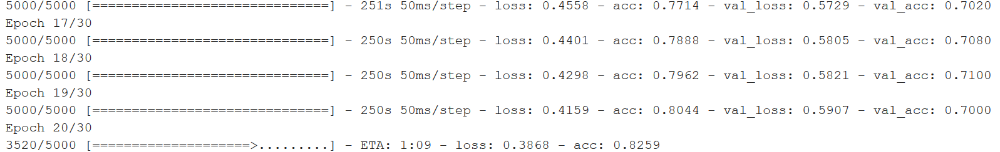 5000/5000 [==============================] - 251s 50ms/step - loss: 0.4558 - acc: 0.7714 - val_loss: 0.5729 - val_acc: 0.7020
Epoch 17/30
5000/5000 [==============================] - 250s 50ms/step - loss: 0.4401 - acc: 0.7888 - val_loss: 0.5805 - val_acc: 0.7080
Epoch 18/30
5000/5000 [==============================] - 250s 50ms/step - loss: 0.4298 - acc: 0.7962 - val_loss: 0.5821 - val_acc: 0.7100
Epoch 19/30
5000/5000 [==============================] - 250s 50ms/step - loss: 0.4159 - acc: 0.8044 - val_loss: 0.5907 - val_acc: 0.7000
Epoch 20/30
3520/5000 [====================>.........] - ETA: 1:09 - loss: 0.3868 - acc: 0.8259